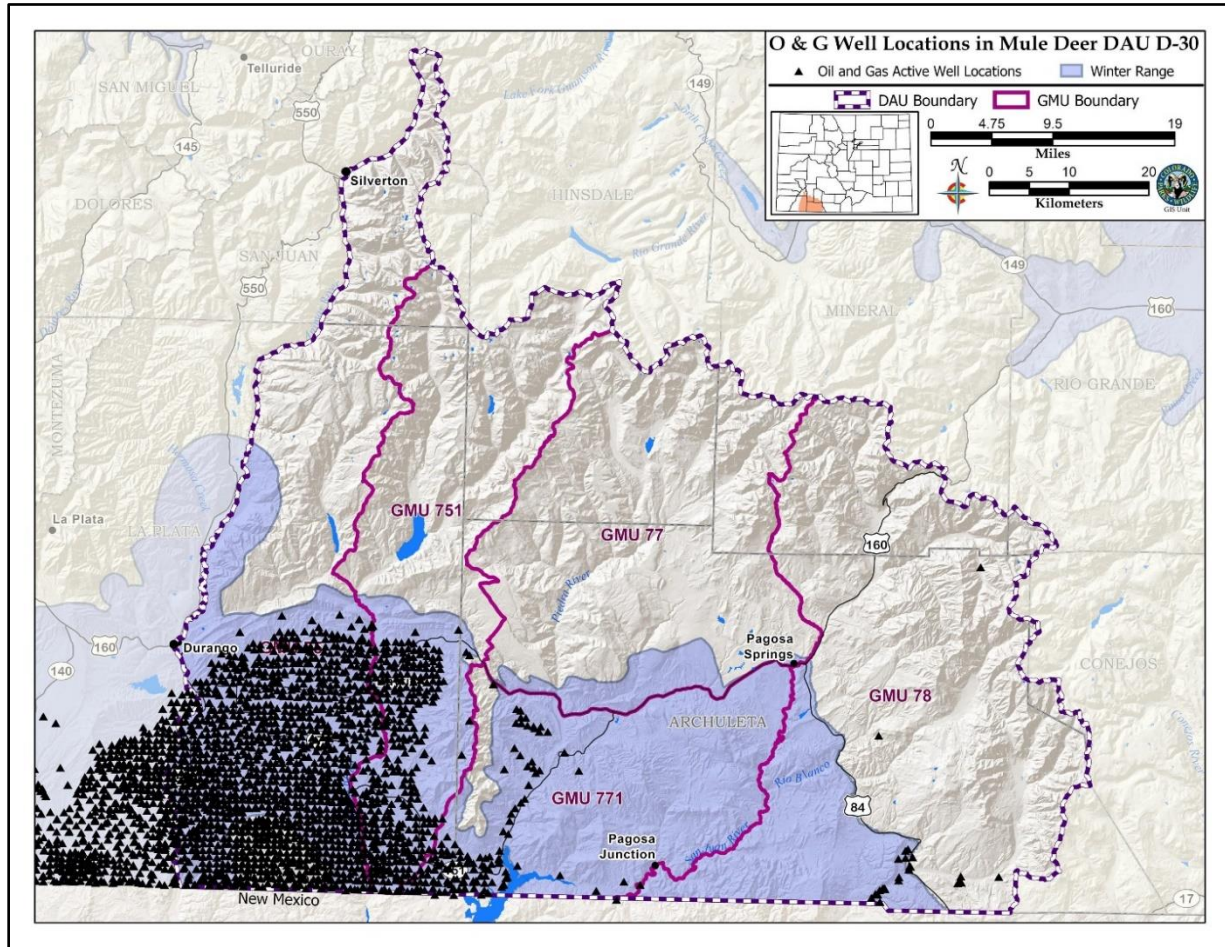 O & G Well Locations in Mule Deer DAU D-30
Oil and Gas Active Well Locations
Winter Range
DAU Boundary
GMU Boundary
0 4.75 9.5 19
Miles
N
0 5 10 20
Kilometers
GIS Unit
OURAY
Telluride
SAN MIGUEL
550
145
149
Lake Fork Gunnison River
Silverton
HINSDALE
DOLORES
SAN JUAN
Rio Grande River
550
149
MINERAL
160
RIO GRANDE
MONTEZUMA
La Plata
LA PLATA
GMU 751
GMU 77
160
Piedra River
160
Durango
140
Pagosa
Springs
CONEJOS
GMU 78
ARCHULETA
Rio Blanco
GMU 771
84
Pagosa
Junction
San Juan River
New Mexico
17